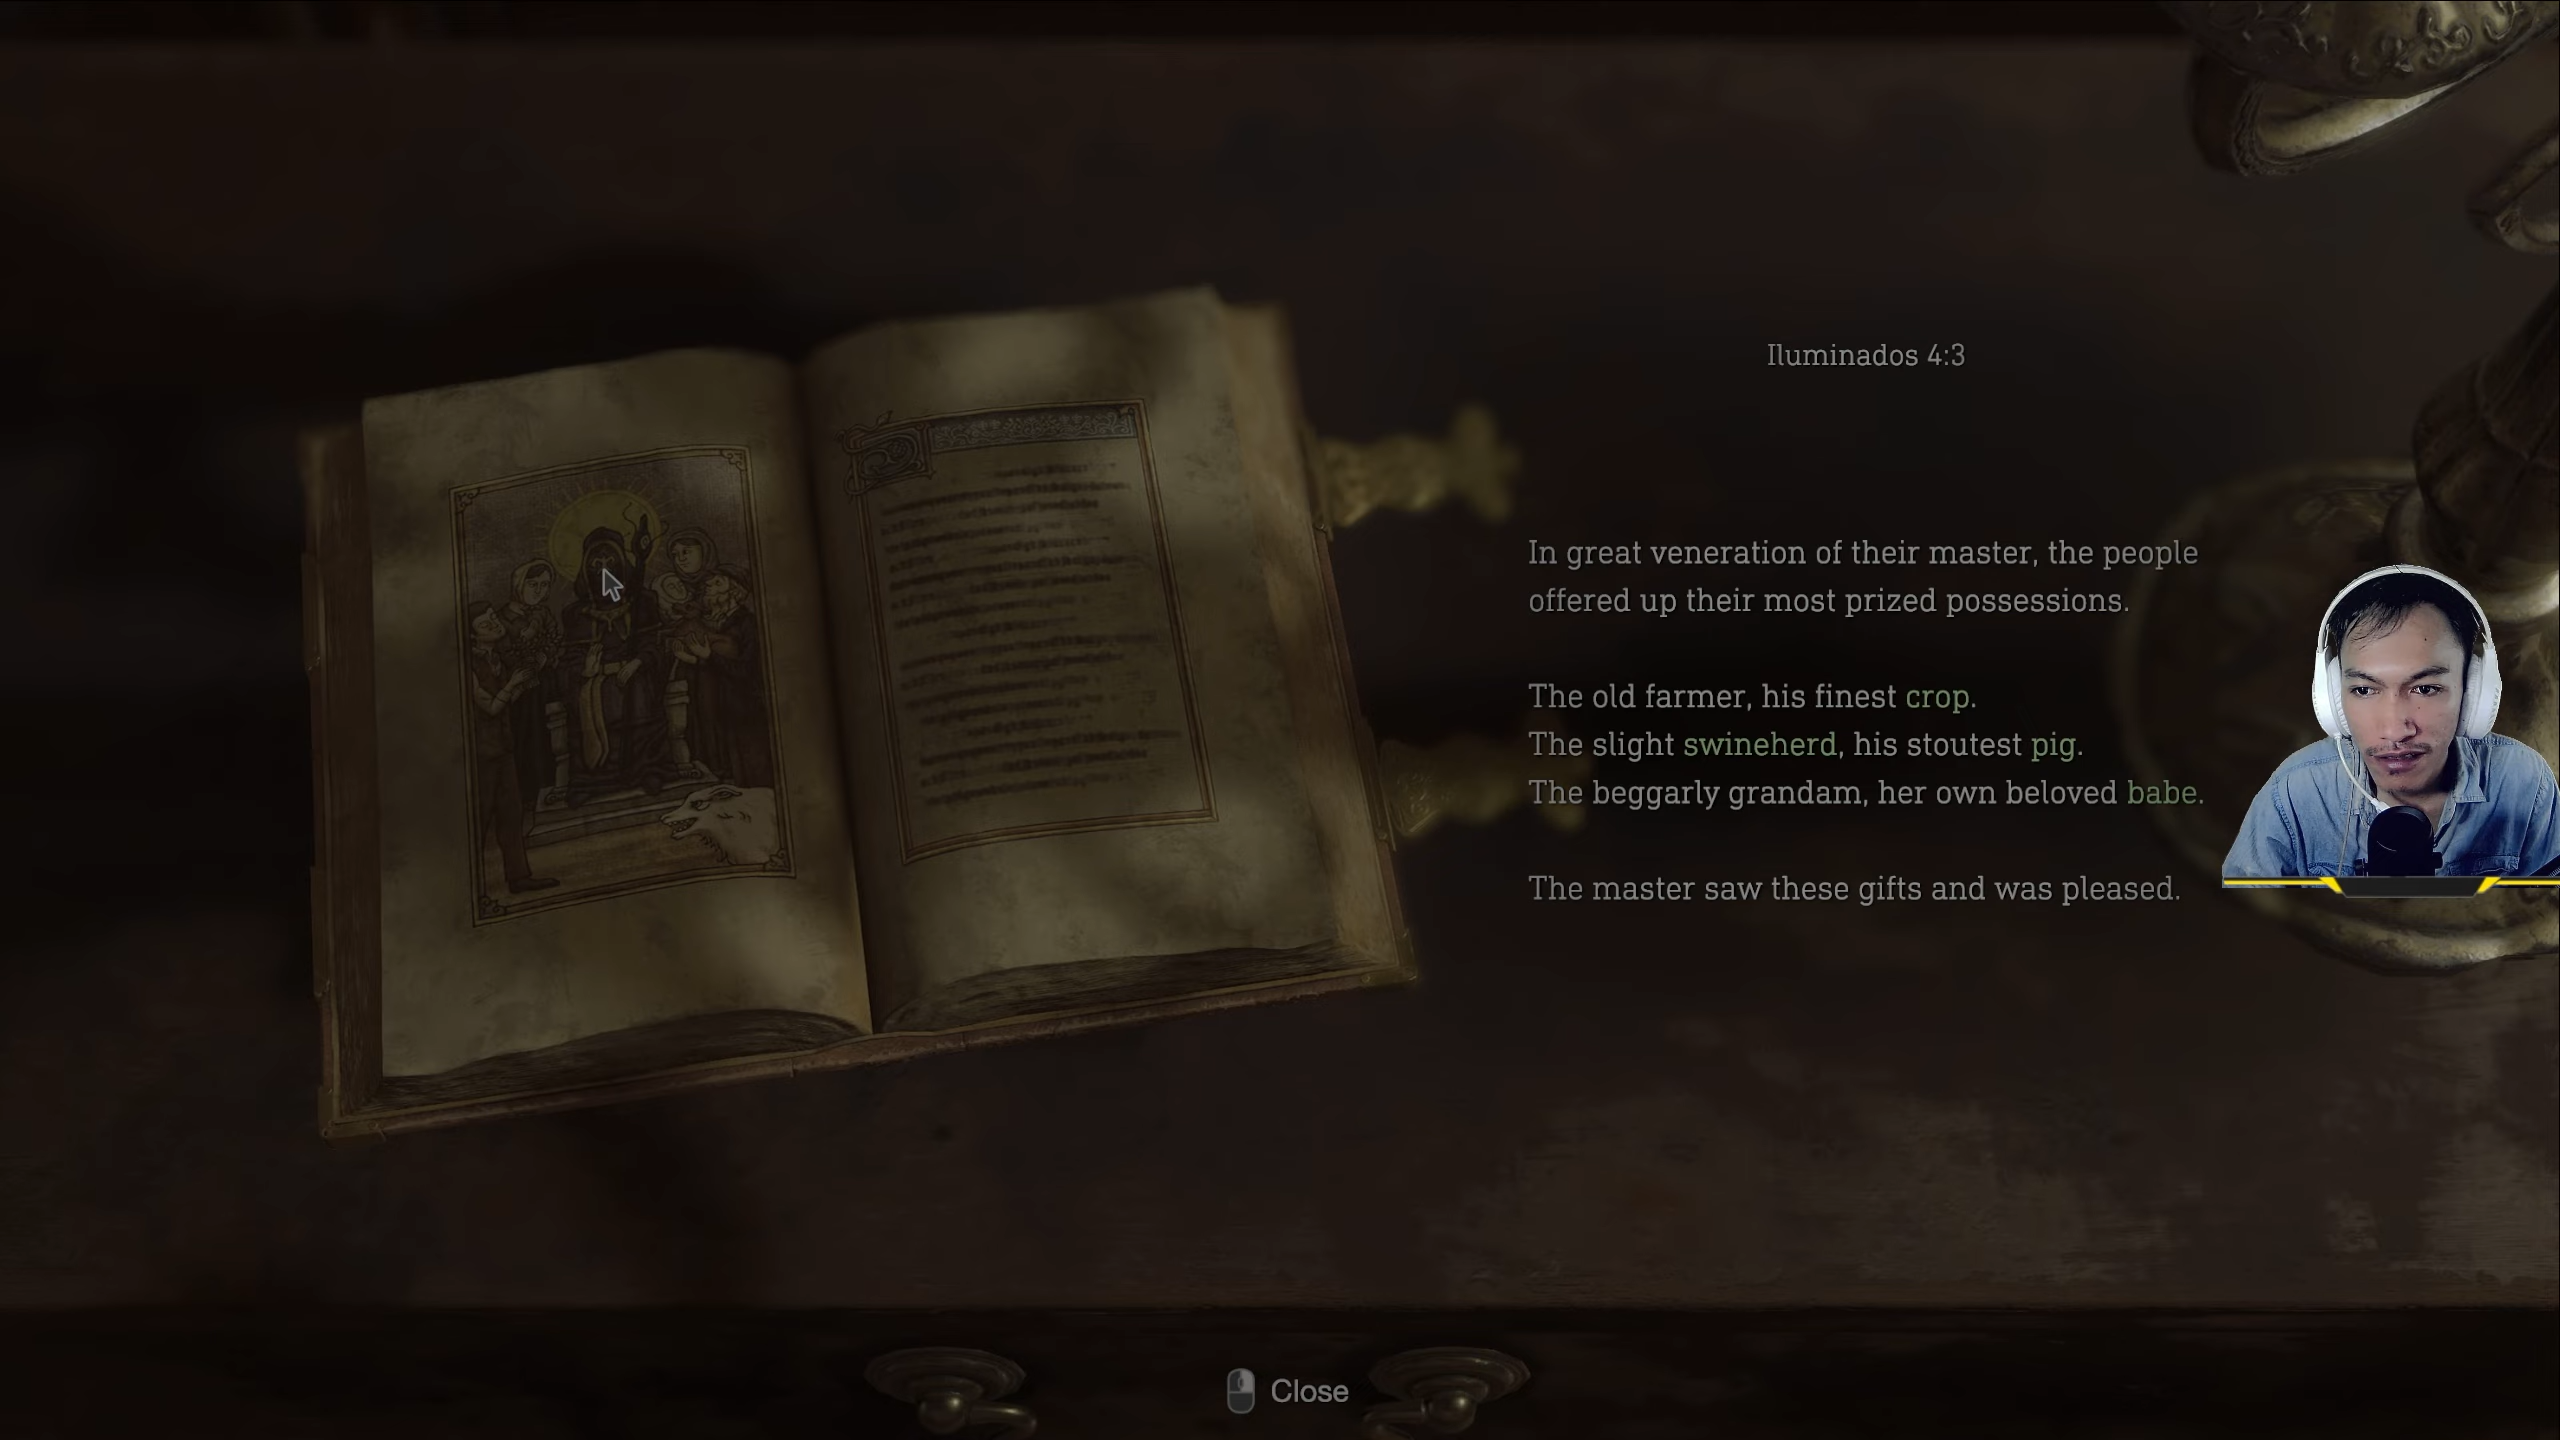 Iluminados 4:3
In great veneration of their master, the people
offered up their most prized possessions.
The old farmer, his finest crop.
The slight swineherd, his stoutest pig.
The beggarly grandam, her own beloved babe.
The master saw these gifts and was pleased.
Close